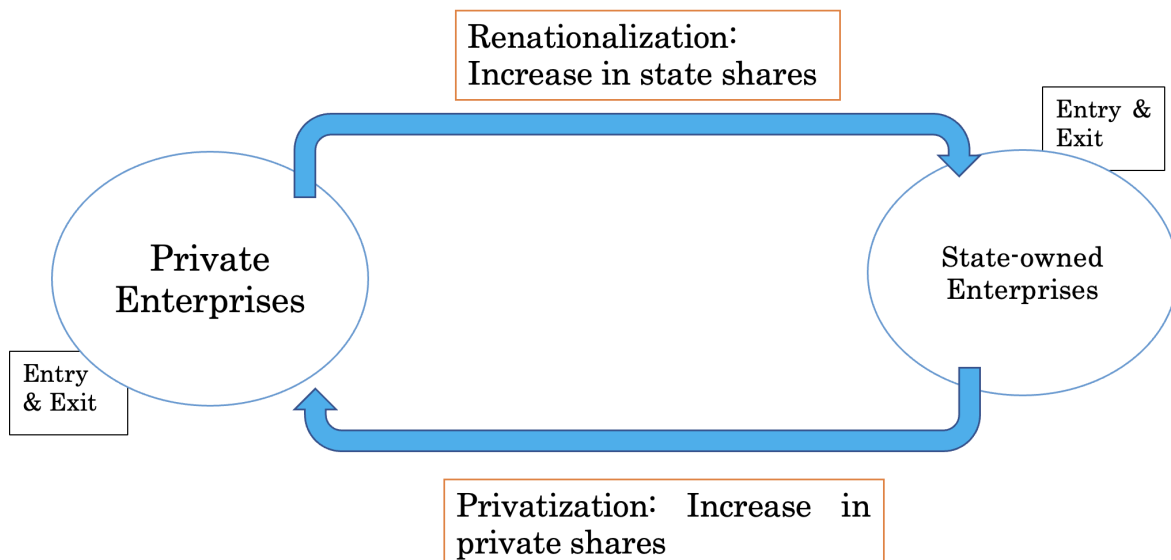 Renationalization:
Increase in state shares
Entry &
Exit
Private
Enterprises
State-owned
Enterprises
Entry
& Exit
Privatization: Increase in
private shares